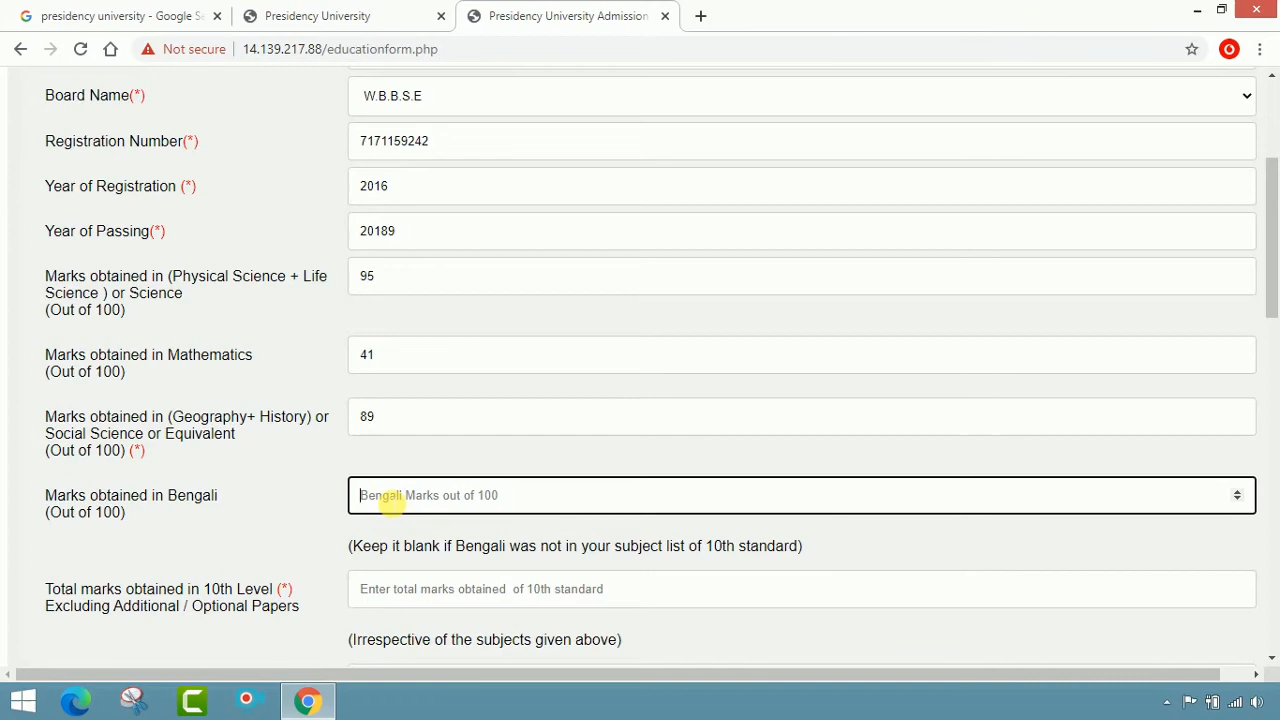 presidency university - Google Se
Presidency University
Presidency University Admission
Not secure
14.139.217.88/educationform.php
Board Name(*)
W.B.B.S.E
Registration Number(*)
7171159242
Year of Registration (*)
2016
Year of Passing(*)
20189
Marks obtained in (Physical Science + Life
Science ) or Science
(Out of 100)
95
Marks obtained in Mathematics
(Out of 100)
41
Marks obtained in (Geography+ History) or
Social Science or Equivalent
(Out of 100) (*)
89
Marks obtained in Bengali
(Out of 100)
Bengali Marks out of 100
(Keep it blank if Bengali was not in your subject list of 10th standard)
Total marks obtained in 10th Level (*)
Excluding Additional / Optional Papers
Enter total marks obtained of 10th standard
(Irrespective of the subjects given above)